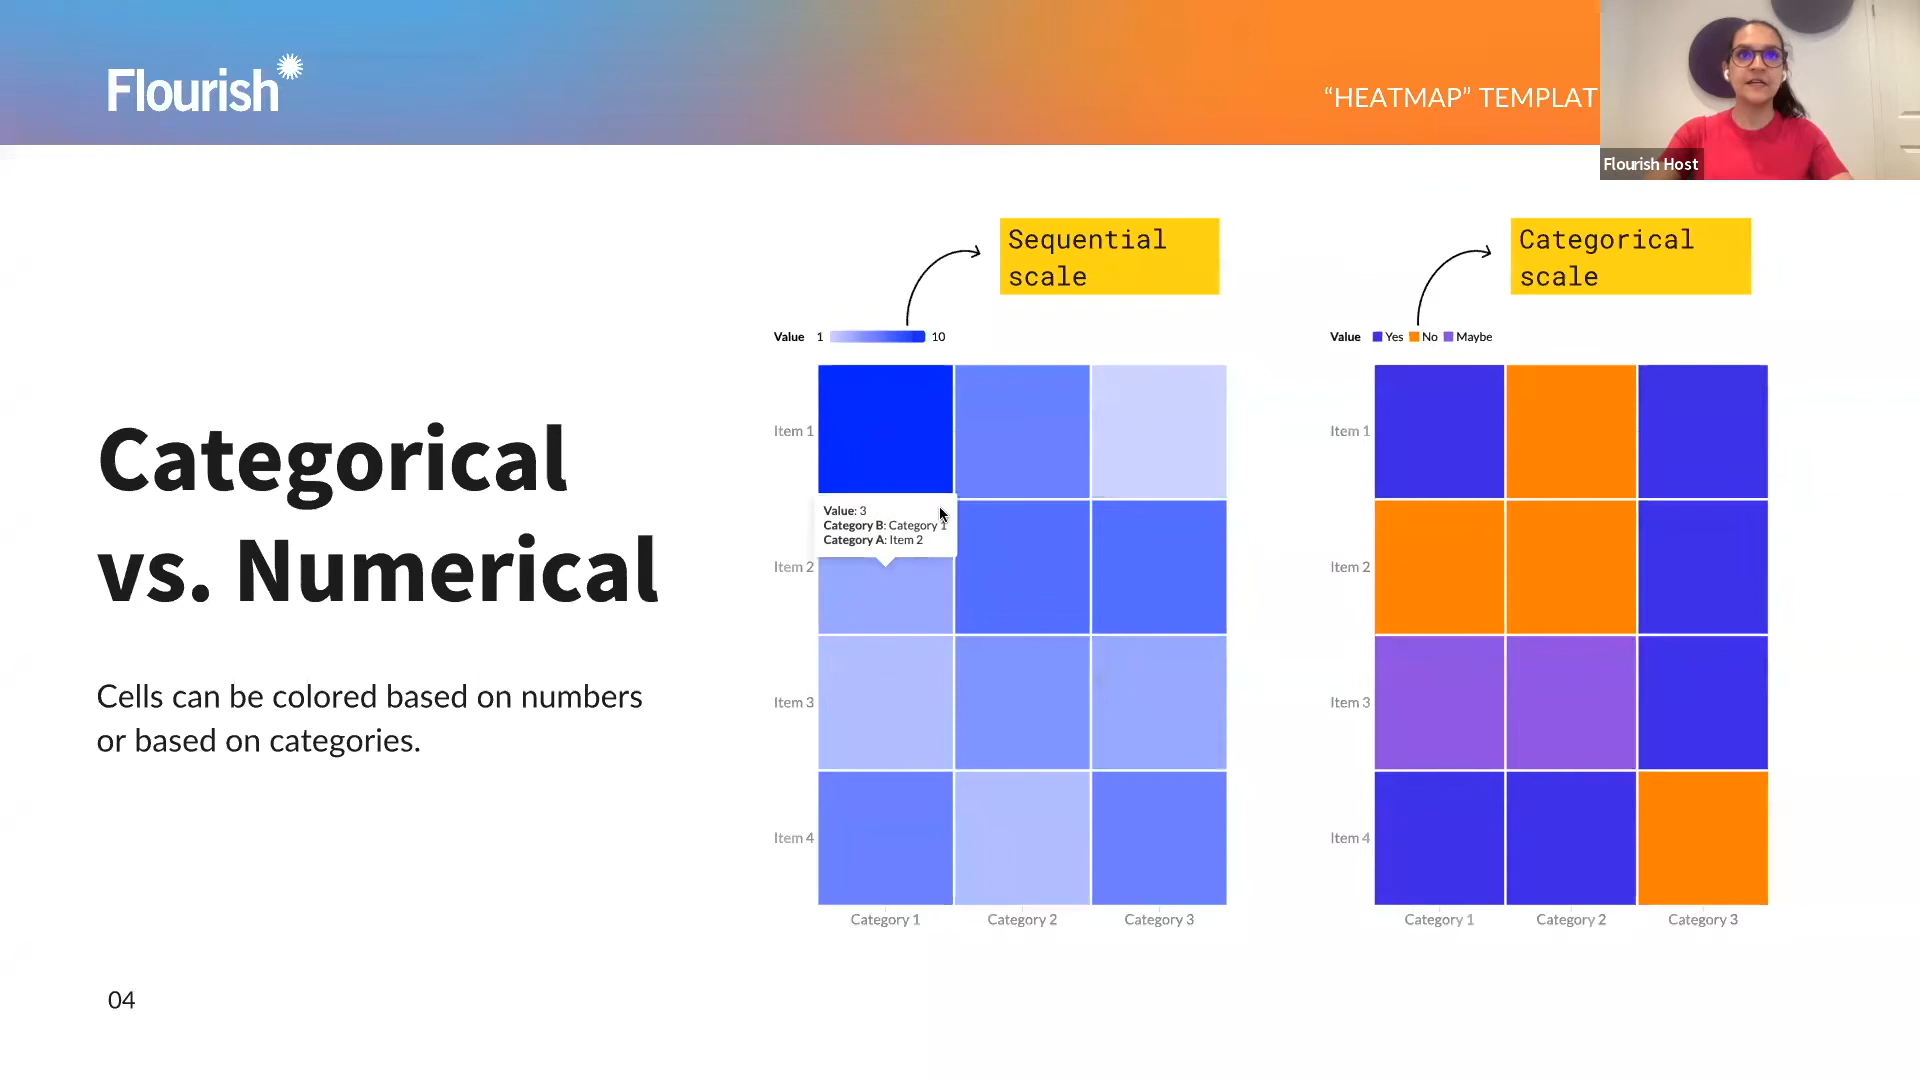 Flourish
“HEATMAP” TEMPLAT
Flourish Host
Categorical
vs. Numerical
Cells can be colored based on numbers
or based on categories.
04
Sequential
scale
Value 1 10
Item 1
Value: 3
Category B: Category 1
Category A: Item 2
Item 2
Item 3
Item 4
Category 1 Category 2 Category 3
Categorical
scale
Value Yes No Maybe
Item 1
Item 2
Item 3
Item 4
Category 1 Category 2 Category 3